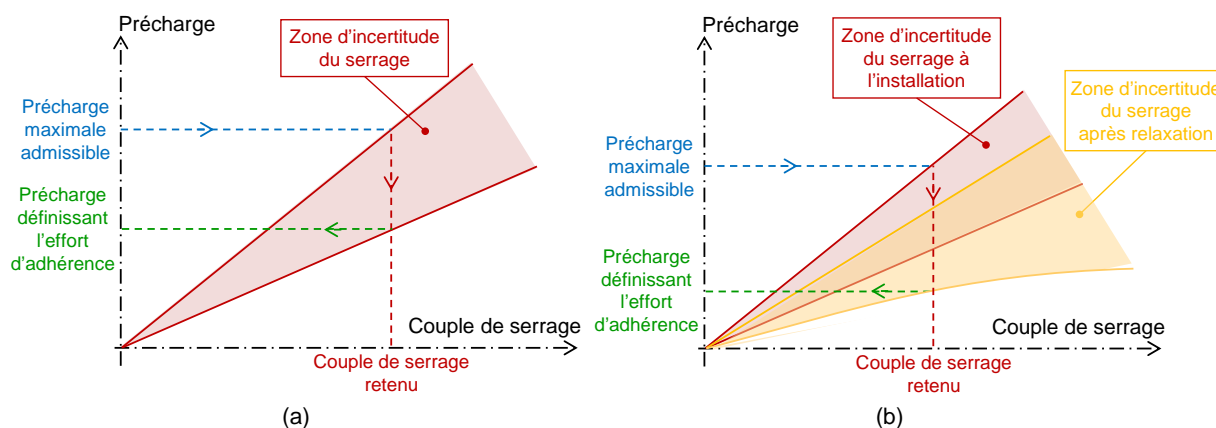 Précharge
Zone d'incertitude
du serrage
Précharge
maximale
admissible
Précharge
définissant
l'effort
d'adhérence
Couple de serrage
Couple de serrage
retenu
(a)
Précharge
Zone d'incertitude
du serrage à
l'installation
Zone d'incertitude
du serrage
après relaxation
Précharge
maximale
admissible
Précharge
définissant
l'effort
d'adhérence
Couple de serrage
Couple de serrage
retenu
(b)